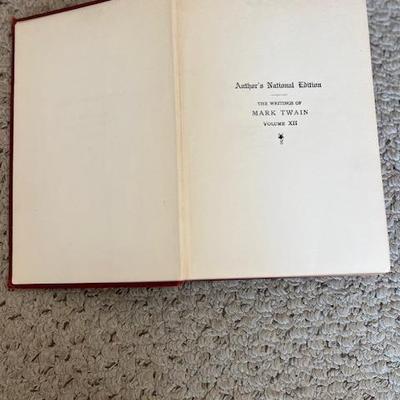 Author's National Edition
THE WRITINGS OF
MARK TWAIN
VOLUME XII